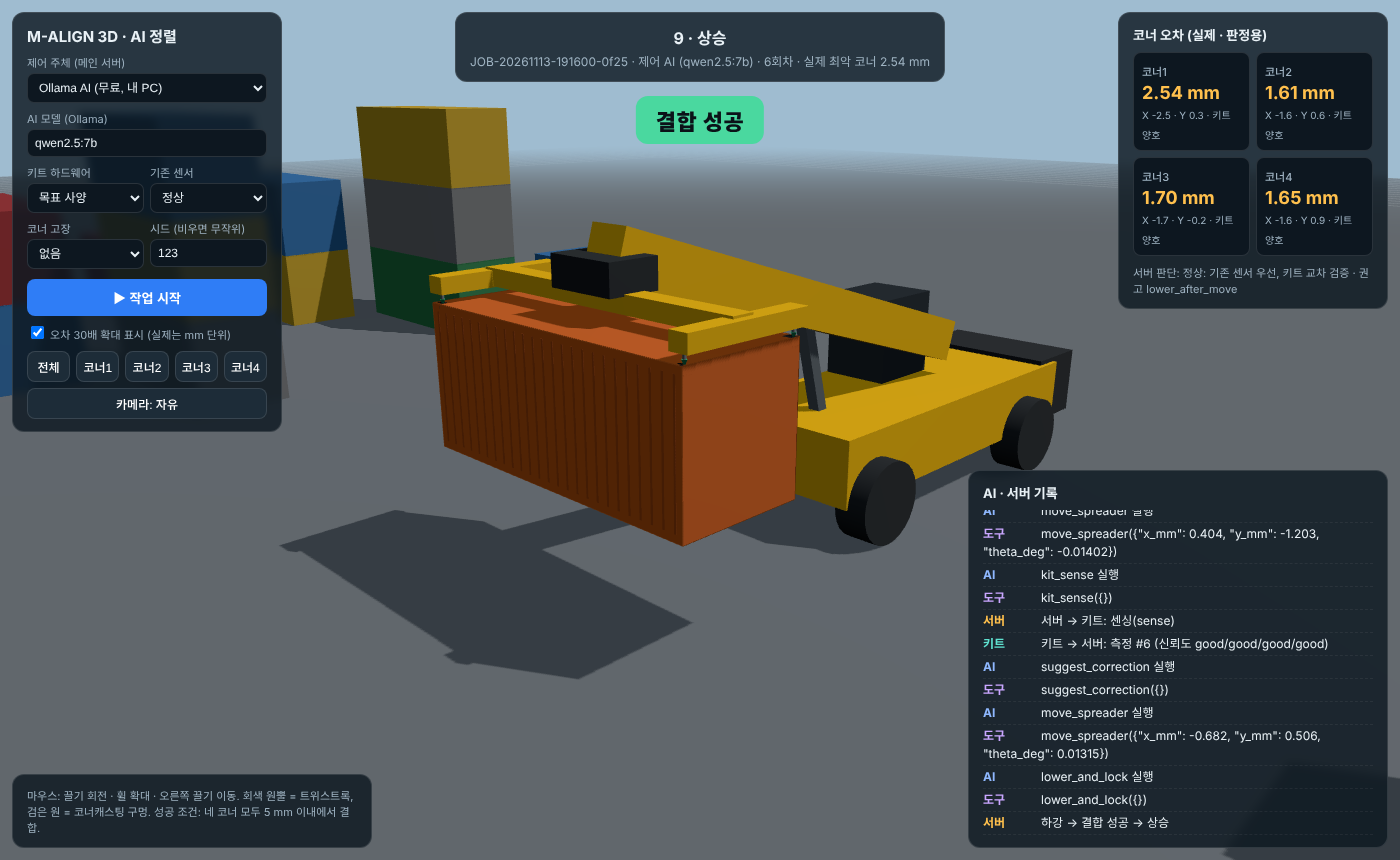 M-ALIGN 3D · AI 정렬
제어 주체 (메인 서버)
Ollama AI (무료, 내 PC)
AI 모델 (Ollama)
qwen2.5:7b
키트 하드웨어
기존 센서
목표 사양
정상
코너 고장
시드 (비우면 무작위)
없음
123
▶ 작업 시작
오차 30배 확대 표시 (실제는 mm 단위)
전체
코너1
코너2
코너3
코너4
카메라: 자유
9 · 상승
JOB-20261113-191600-0f25 · 제어 AI (qwen2.5:7b) · 6회차 · 실제 최악 코너 2.54 mm
결합 성공
코너 오차 (실제 · 판정용)
코너1
2.54 mm
X -2.5 · Y 0.3 · 키트
양호
코너2
1.61 mm
X -1.6 · Y 0.6 · 키트
양호
코너3
1.70 mm
X -1.7 · Y -0.2 · 키트
양호
코너4
1.65 mm
X -1.6 · Y 0.9 · 키트
양호
서버 판단: 정상: 기존 센서 우선, 키트 교차 검증 · 권
고 lower_after_move
AI · 서버 기록
AI move_spreader 실행
도구 move_spreader({"x_mm": 0.404, "y_mm": -1.203,
"theta_deg": -0.01402})
AI kit_sense 실행
도구 kit_sense({})
서버 서버 → 키트: 센싱(sense)
키트 키트 → 서버: 측정 #6 (신뢰도 good/good/good/good)
AI suggest_correction 실행
도구 suggest_correction({})
AI move_spreader 실행
도구 move_spreader({"x_mm": -0.682, "y_mm": 0.506,
"theta_deg": 0.01315})
AI lower_and_lock 실행
도구 lower_and_lock({})
서버 하강 → 결합 성공 → 상승
마우스: 끌기 회전 · 휠 확대 · 오른쪽 끌기 이동. 회색 원뿔 = 트위스트록,
검은 원 = 코너캐스팅 구멍. 성공 조건: 네 코너 모두 5 mm 이내에서 결
합.